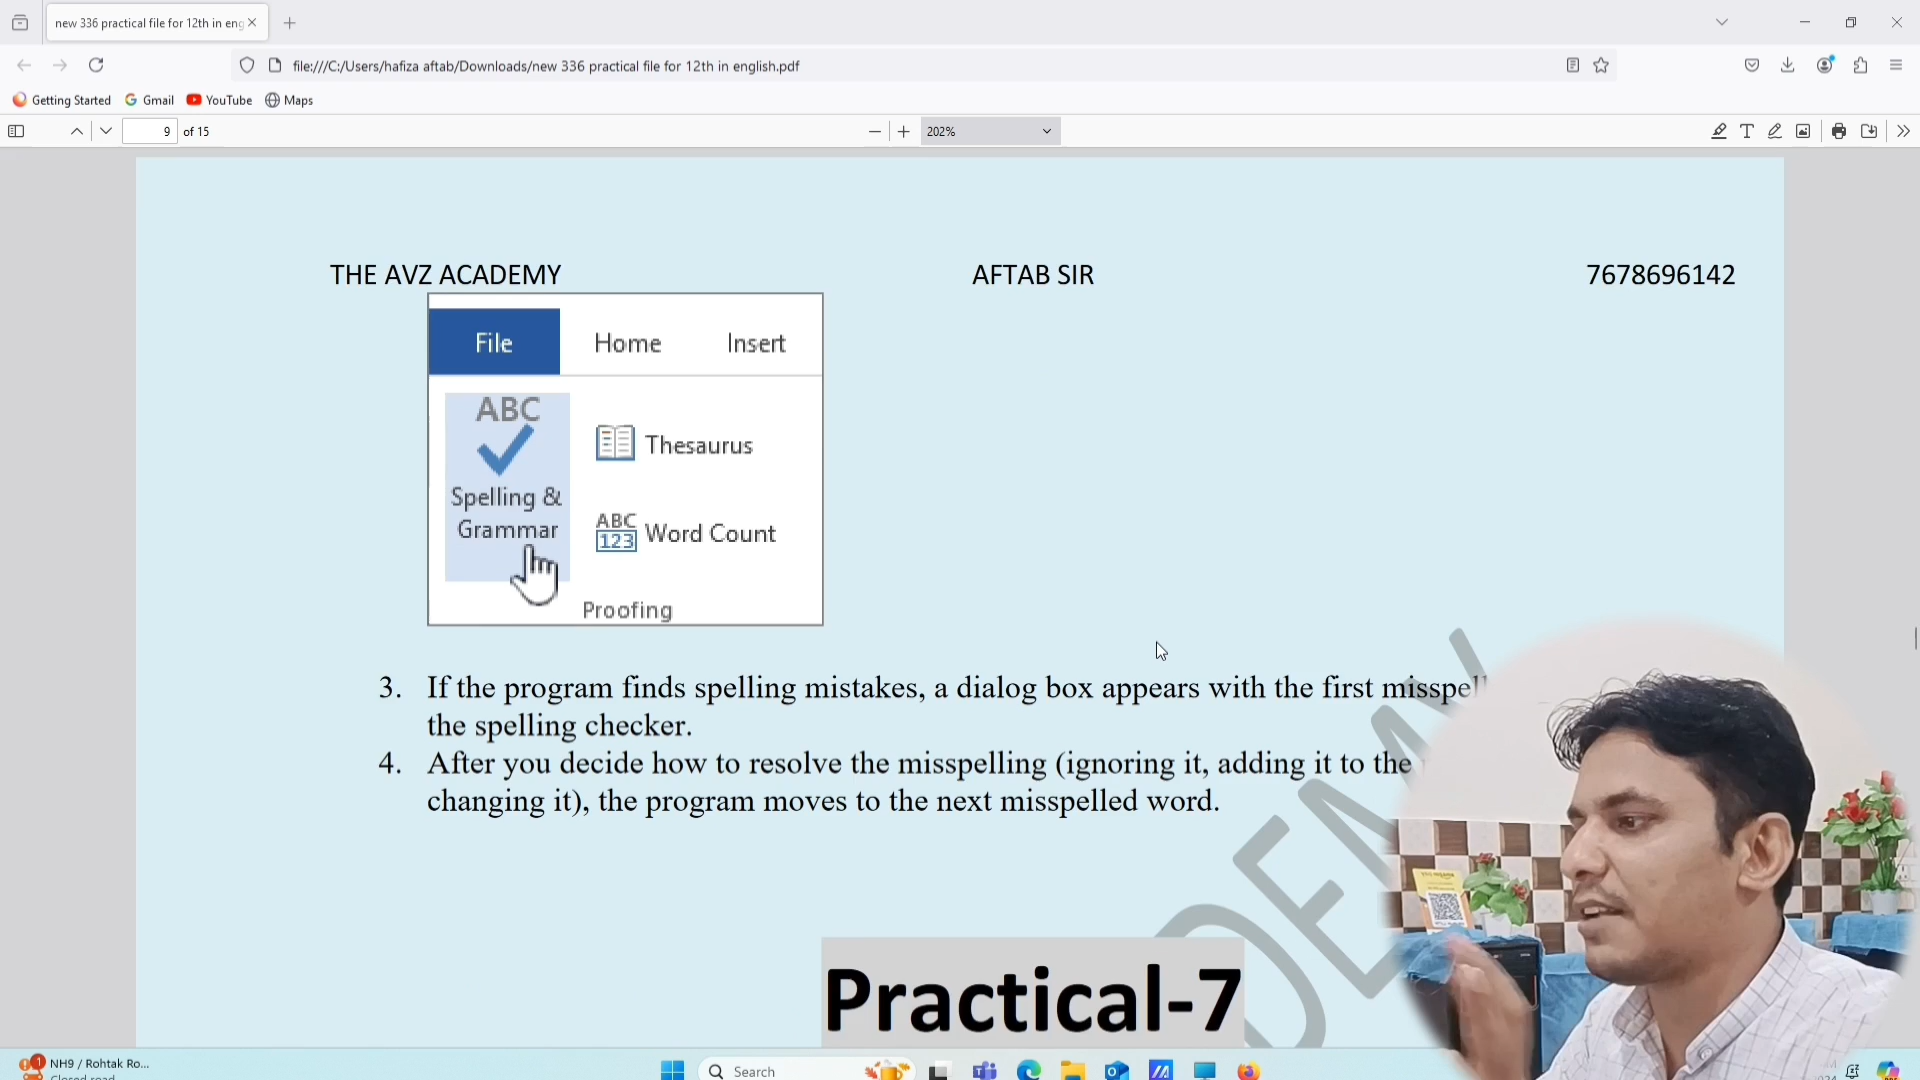 new 336 practical file for 12th in eng
file:///C:/Users/hafiza aftab/Downloads/new 336 practical file for 12th in english.pdf
Getting Started Gmail YouTube Maps
9 of 15 202%
THE AVZ ACADEMY AFTAB SIR 7678696142
File Home Insert
ABC
Spelling &
Grammar
Thesaurus
ABC
123
Word Count
Proofing
3. If the program finds spelling mistakes, a dialog box appears with the first misspell
the spelling checker.
4. After you decide how to resolve the misspelling (ignoring it, adding it to the
changing it), the program moves to the next misspelled word.
DEMY
Practical-7
1 NH9 / Rohtak Ro...
Closed road
Search